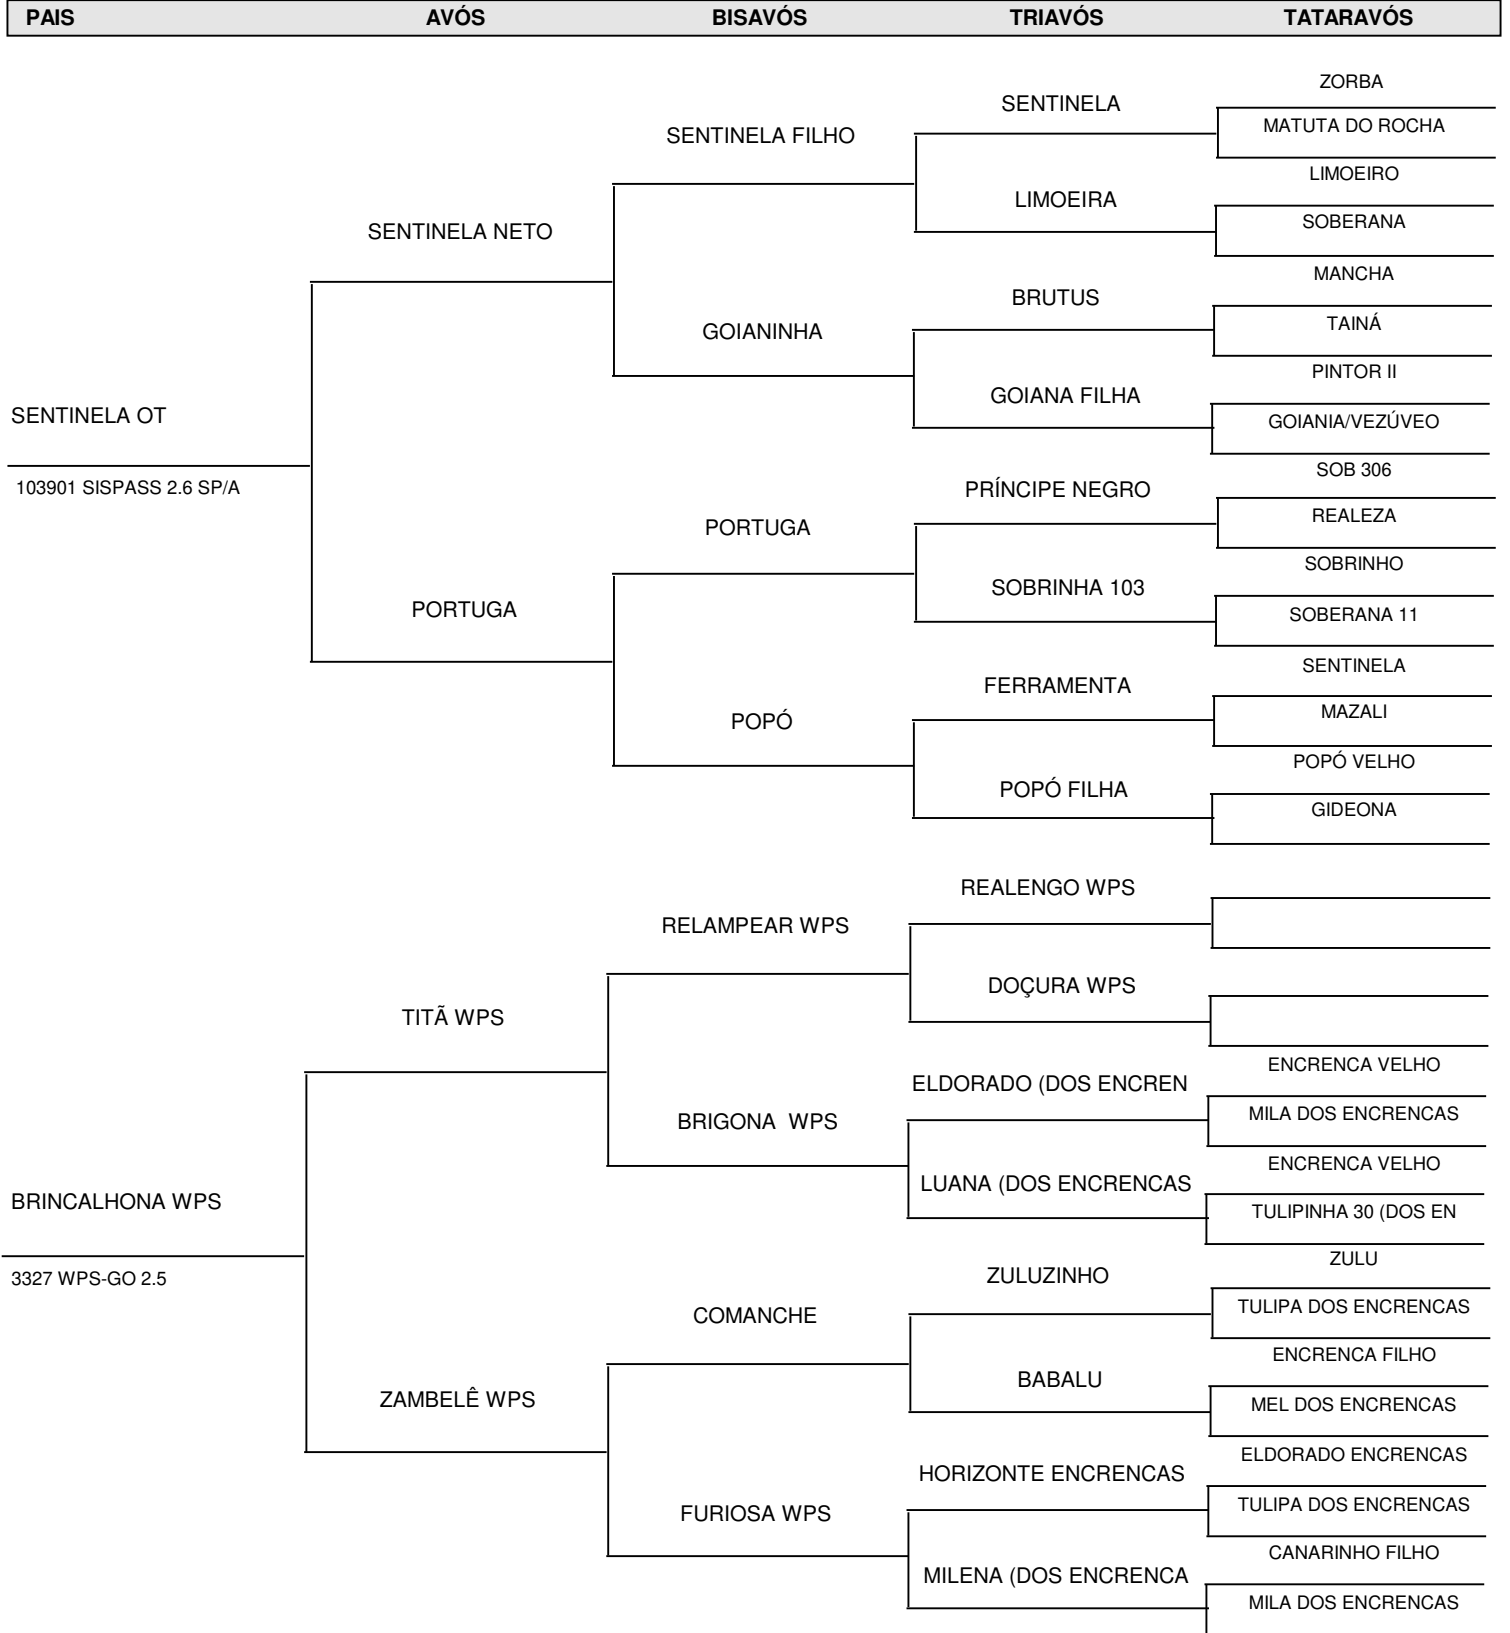 PAIS AVÓS BISAVÓS TRIAVÓS TATARAVÓS
ZORBA
SENTINELA
MATUTA DO ROCHA
SENTINELA FILHO
LIMOEIRO
LIMOEIRA
SOBERANA
SENTINELA NETO
MANCHA
BRUTUS
TAINÁ
GOIANINHA
PINTOR II
GOIANA FILHA
SENTINELA OT
GOIANIA/VEZÚVEO
SOB 306
103901 SISPASS 2.6 SP/A
PRÍNCIPE NEGRO
REALEZA
PORTUGA
SOBRINHO
SOBRINHA 103
PORTUGA
SOBERANA 11
SENTINELA
FERRAMENTA
MAZALI
POPÓ
POPÓ VELHO
POPÓ FILHA
GIDEONA
REALENGO WPS
RELAMPEAR WPS
DOÇURA WPS
TITÃ WPS
ENCRENCA VELHO
ELDORADO (DOS ENCREN
MILA DOS ENCRENCAS
BRIGONA  WPS
ENCRENCA VELHO
LUANA (DOS ENCRENCAS
BRINCALHONA WPS
TULIPINHA 30 (DOS EN
ZULU
3327 WPS-GO 2.5
ZULUZINHO
TULIPA DOS ENCRENCAS
COMANCHE
ENCRENCA FILHO
BABALU
ZAMBELÊ WPS
MEL DOS ENCRENCAS
ELDORADO ENCRENCAS
HORIZONTE ENCRENCAS
TULIPA DOS ENCRENCAS
FURIOSA WPS
CANARINHO FILHO
MILENA (DOS ENCRENCA
MILA DOS ENCRENCAS